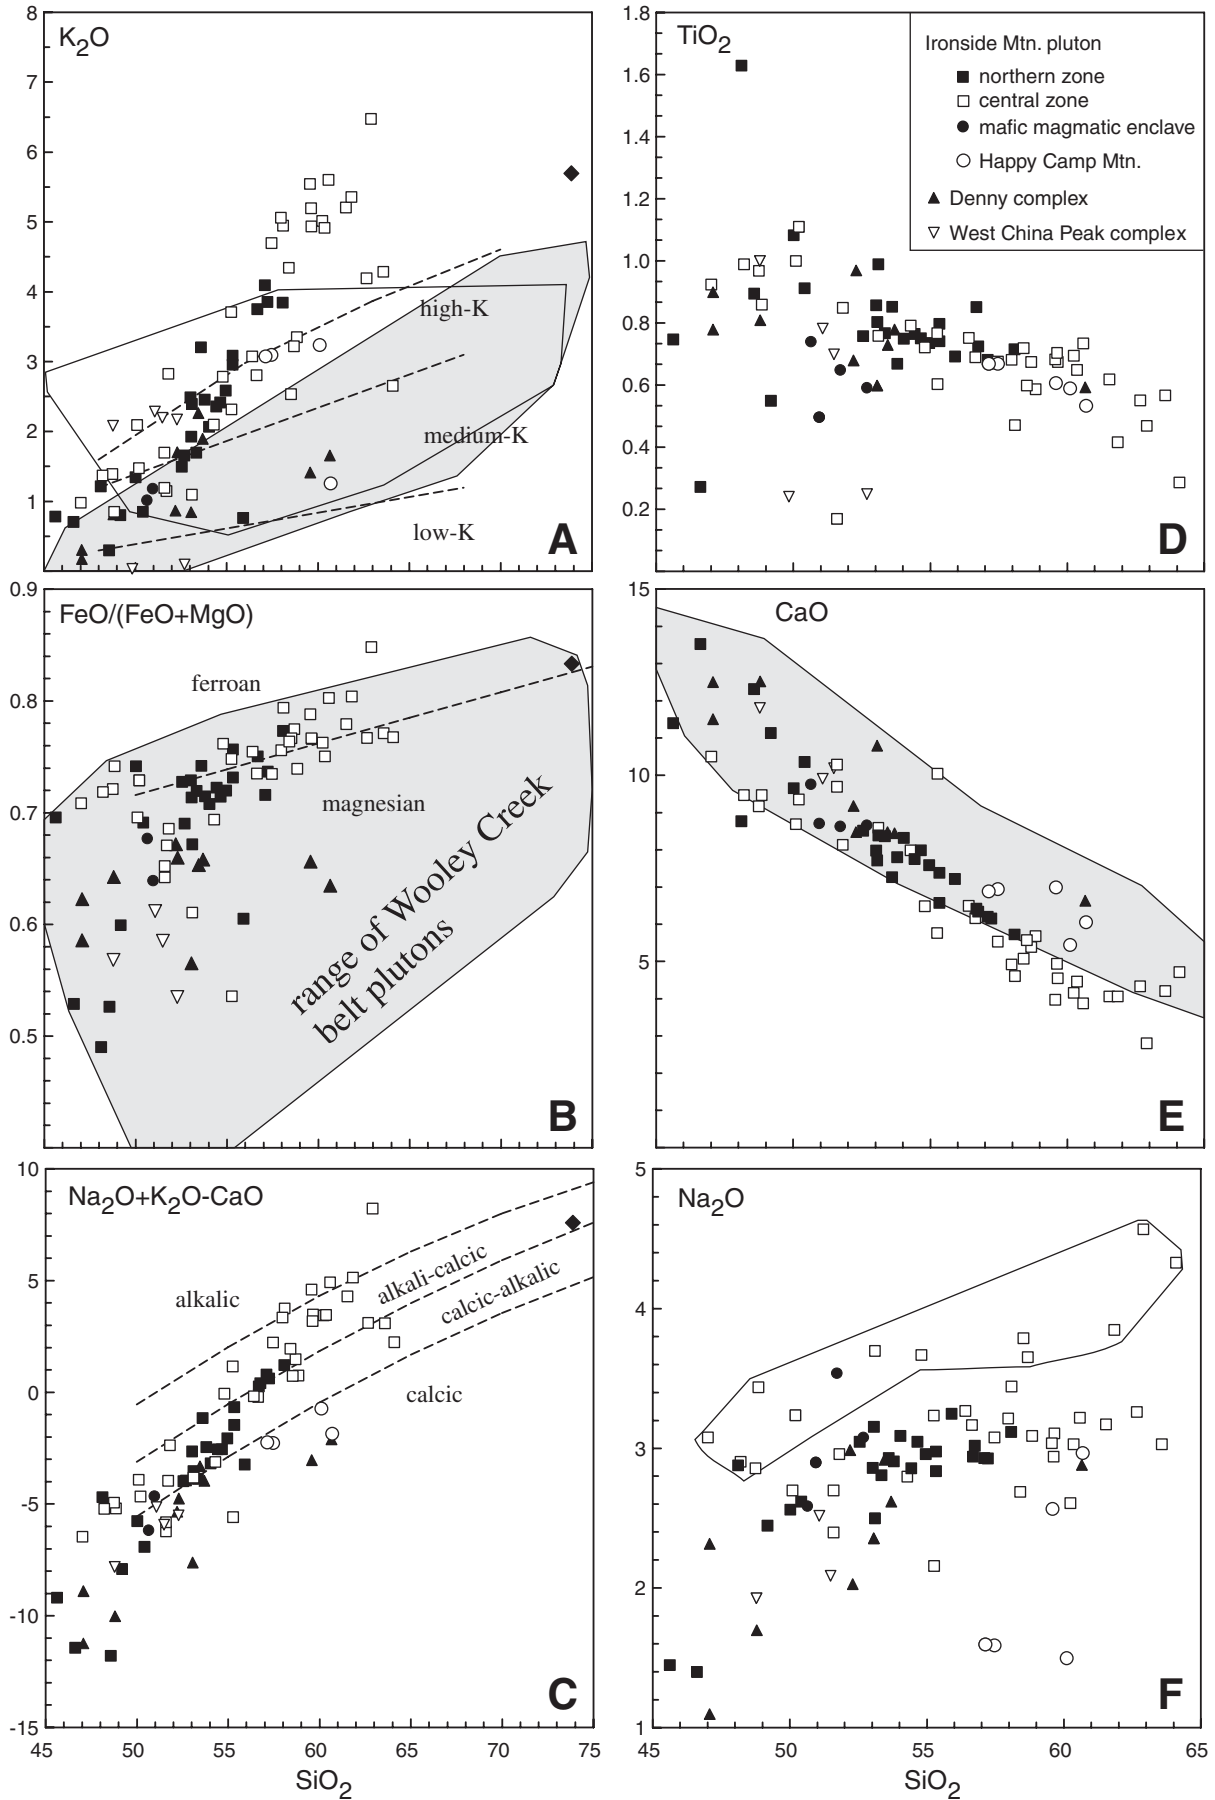 K2O
8
7
6
5
4
3
2
1
high-K
medium-K
low-K
A
TiO2
1.8
1.6
1.4
1.2
1.0
0.8
0.6
0.4
0.2
Ironside Mtn. pluton
northern zone
central zone
mafic magmatic enclave
Happy Camp Mtn.
Denny complex
West China Peak complex
D
FeO/(FeO+MgO)
0.9
0.8
0.7
0.6
0.5
ferroan
magnesian
range of Wooley Creek
belt plutons
B
CaO
15
10
5
E
Na2O+K2O-CaO
10
5
0
-5
-10
-15
alkalic
alkali-calcic
calcic-alkalic
calcic
C
45 50 55 60 65 70 75
SiO2
Na2O
5
4
3
2
1
F
45 50 55 60 65
SiO2